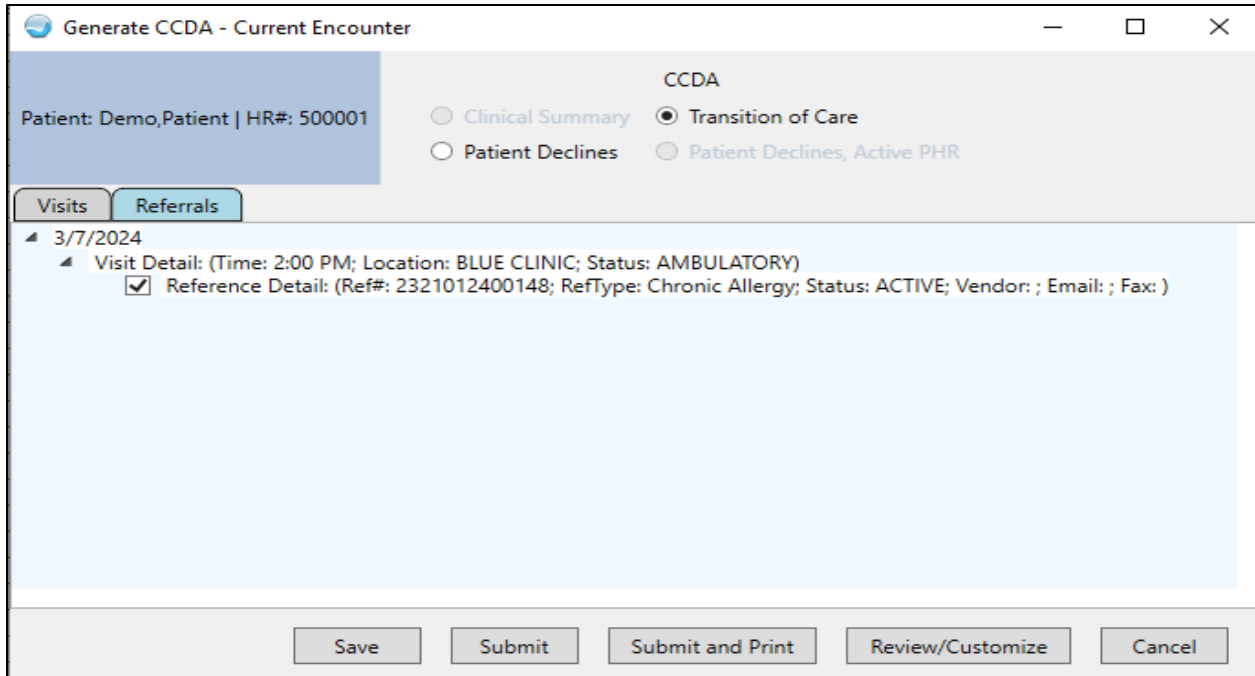 Generate CCDA - Current Encounter
CCDA
Patient: Demo,Patient | HR#: 500001
Clinical Summary Transition of Care
Patient Declines Patient Declines, Active PHR
Visits Referrals
3/7/2024
Visit Detail: (Time: 2:00 PM; Location: BLUE CLINIC; Status: AMBULATORY)
Reference Detail: (Ref#: 2321012400148; RefType: Chronic Allergy; Status: ACTIVE; Vendor: ; Email: ; Fax: )
Save Submit Submit and Print Review/Customize Cancel